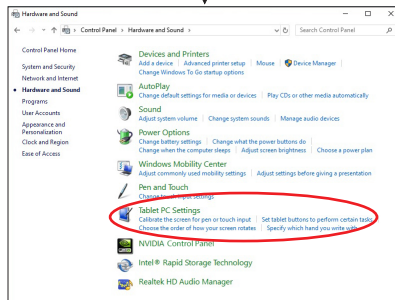 Hardware and Sound
Control Panel > Hardware and Sound >
Search Control Panel
Control Panel Home
System and Security
Network and Internet
Hardware and Sound
Programs
User Accounts
Appearance and
Personalization
Clock and Region
Ease of Access
Devices and Printers
Add a device | Advanced printer setup | Mouse | Device Manager |
Change Windows To Go startup options
AutoPlay
Change default settings for media or devices | Play CDs or other media automatically
Sound
Adjust system volume | Change system sounds | Manage audio devices
Power Options
Change battery settings | Change what the power buttons do |
Change when the computer sleeps | Adjust screen brightness | Choose a power plan
Windows Mobility Center
Adjust commonly used mobility settings | Adjust settings before giving a presentation
Pen and Touch
Change touch input settings
Tablet PC Settings
Calibrate the screen for pen or touch input | Set tablet buttons to perform certain tasks
Choose the order of how your screen rotates | Specify which hand you write with
NVIDIA Control Panel
Intel® Rapid Storage Technology
Realtek HD Audio Manager